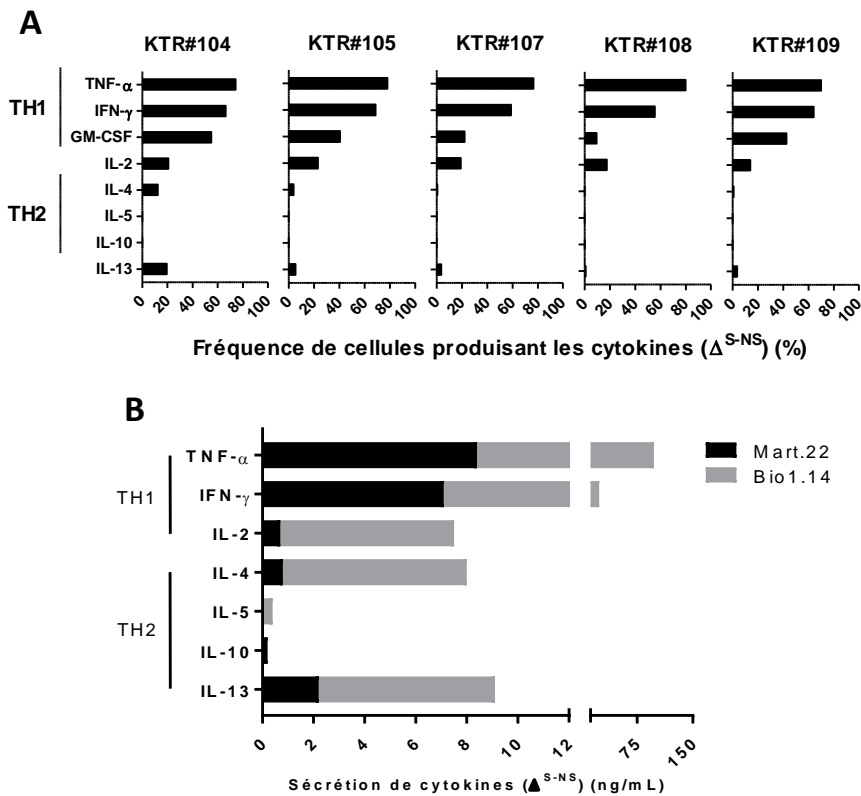 A
KTR#104 KTR#105 KTR#107 KTR#108 KTR#109
TH1
TNF-α
IFN-γ
GM-CSF
IL-2
TH2
IL-4
IL-5
IL-10
IL-13
0 20 40 60 80 100 0 20 40 60 80 100 0 20 40 60 80 100 0 20 40 60 80 100 0 20 40 60 80 100
Fréquence de cellules produisant les cytokines (Δ^S-NS) (%)
B
Mart.22
Bio1.14
TH1
TNF-α
IFN-γ
IL-2
TH2
IL-4
IL-5
IL-10
IL-13
0 2 4 6 8 10 12 75 150
Sécrétion de cytokines (▲^S-NS) (ng/mL)